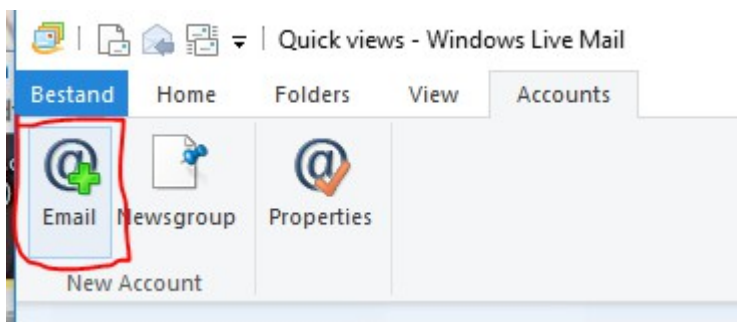 Quick views - Windows Live Mail
Bestand Home Folders View Accounts
Email Newsgroup Properties
New Account